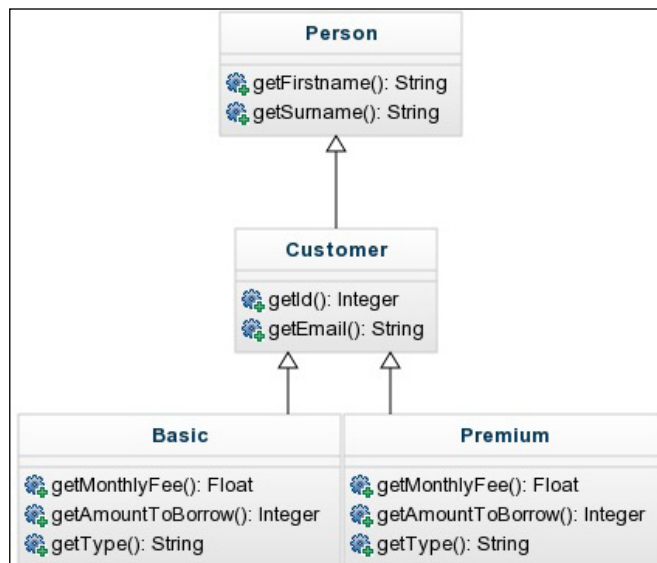 Person
getFirstname(): String
getSurname(): String
Customer
getId(): Integer
getEmail(): String
Basic
getMonthlyFee(): Float
getAmountToBorrow(): Integer
getType(): String
Premium
getMonthlyFee(): Float
getAmountToBorrow(): Integer
getType(): String